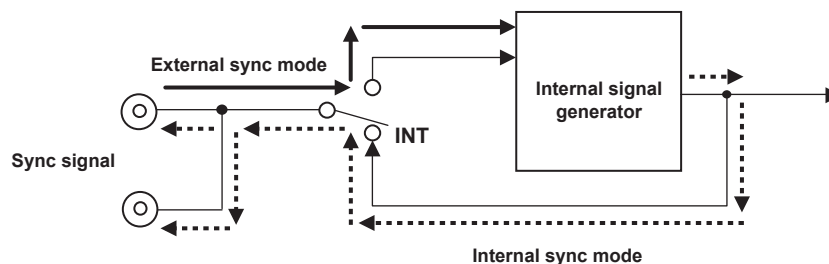 External sync mode
Internal signal
generator
INT
Sync signal
Internal sync mode